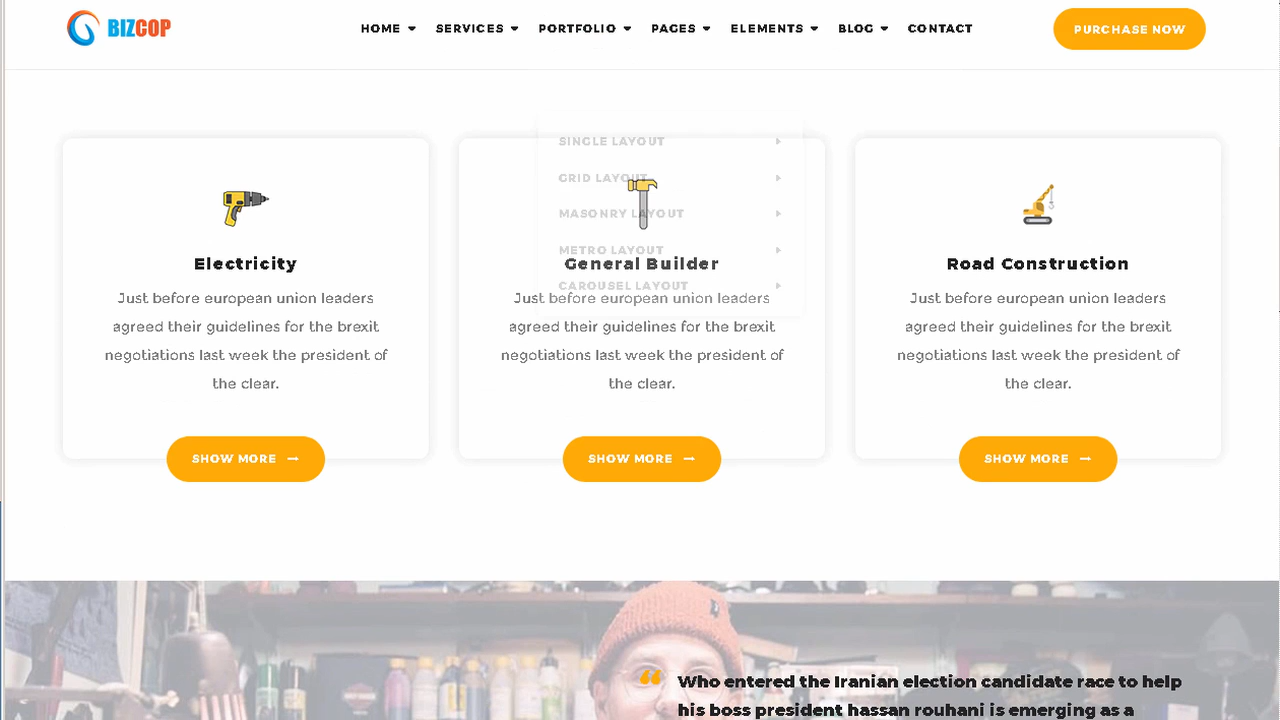 BIZCOP
HOME SERVICES PORTFOLIO PAGES ELEMENTS BLOG CONTACT
PURCHASE NOW
SINGLE LAYOUT
GRID LAYOUT
MASONRY LAYOUT
METRO LAYOUT
CAROUSEL LAYOUT
Electricity
Just before european union leaders
agreed their guidelines for the brexit
negotiations last week the president of
the clear.
SHOW MORE
General Builder
Just before european union leaders
agreed their guidelines for the brexit
negotiations last week the president of
the clear.
SHOW MORE
Road Construction
Just before european union leaders
agreed their guidelines for the brexit
negotiations last week the president of
the clear.
SHOW MORE
“ Who entered the Iranian election candidate race to help
his boss president hassan rouhani is emerging as a